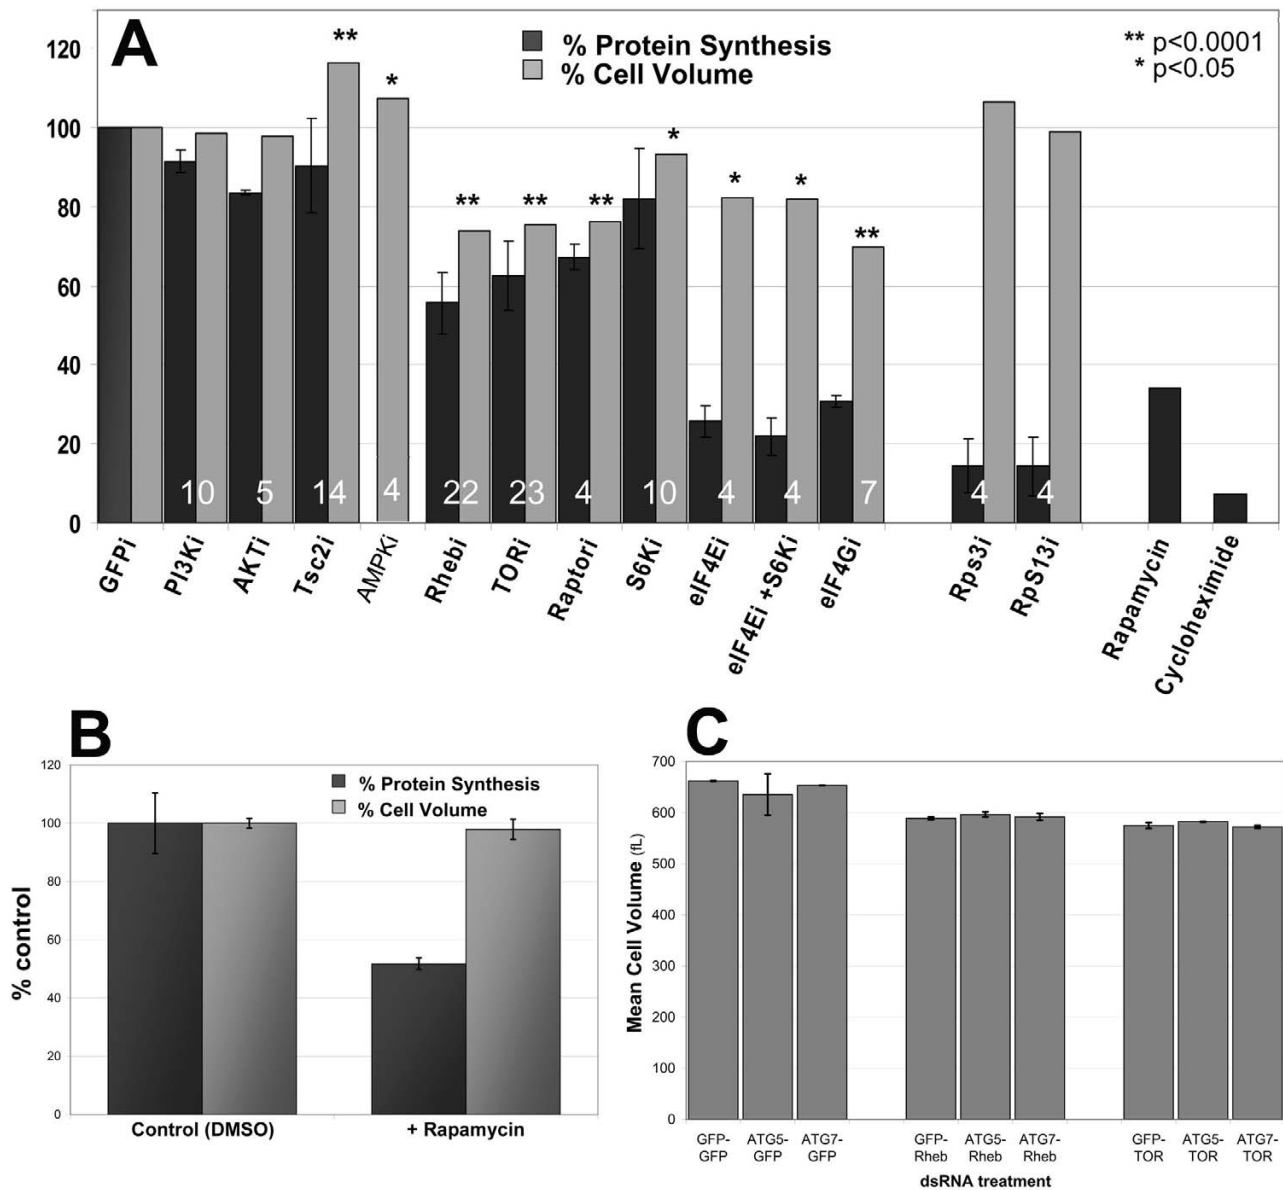 A
% Protein Synthesis
% Cell Volume
** p<0.0001
* p<0.05
120
100
80
60
40
20
0
**
*
**
**
**
*
*
*
**
10
5
14
4
22
23
4
10
4
4
7
4
4
GFPi
PI3Ki
AKTi
Tsc2i
AMPKi
Rhebi
TORi
Raptori
S6Ki
eIF4Ei
eIF4Ei +S6Ki
eIF4Gi
Rps3i
RpS13i
Rapamycin
Cycloheximide
B
% Protein Synthesis
% Cell Volume
% control
120
100
80
60
40
20
0
Control (DMSO)
+ Rapamycin
C
Mean Cell Volume (fL)
700
600
500
400
300
200
100
0
GFP-
GFP
ATG5-
GFP
ATG7-
GFP
GFP-
Rheb
ATG5-
Rheb
ATG7-
Rheb
GFP-
TOR
ATG5-
TOR
ATG7-
TOR
dsRNA treatment